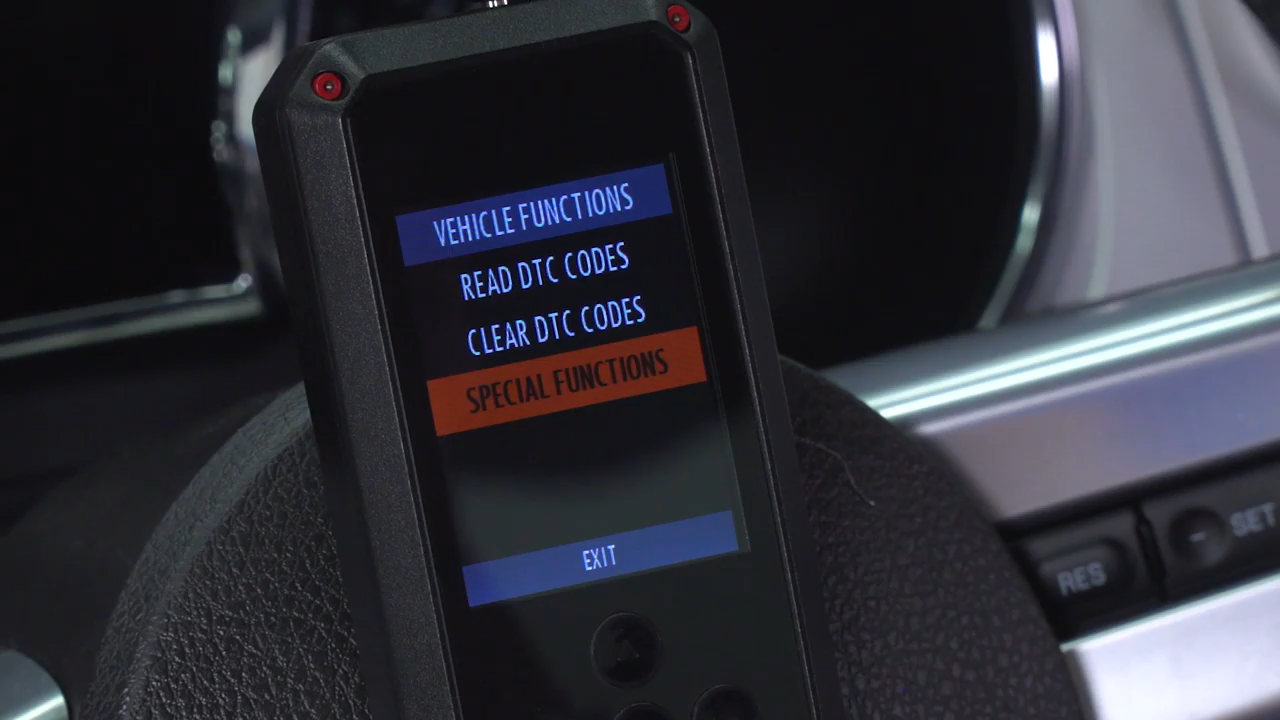 VEHICLE FUNCTIONS
READ DTC CODES
CLEAR DTC CODES
SPECIAL FUNCTIONS
EXIT
RES
- SET